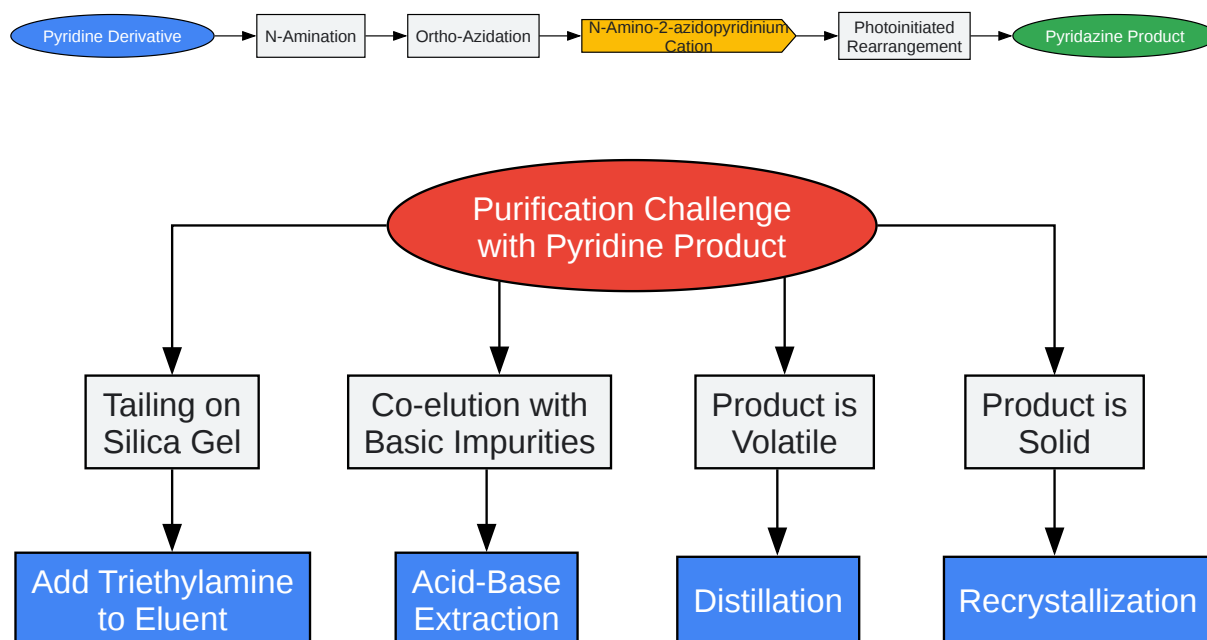 Pyridine Derivative
N-Amination
Ortho-Azidation
N-Amino-2-azidopyridinium
Cation
Photoinitiated
Rearrangement
Pyridazine Product
Purification Challenge
with Pyridine Product
Tailing on
Silica Gel
Co-elution with
Basic Impurities
Product is
Volatile
Product is
Solid
Add Triethylamine
to Eluent
Acid-Base
Extraction
Distillation
Recrystallization